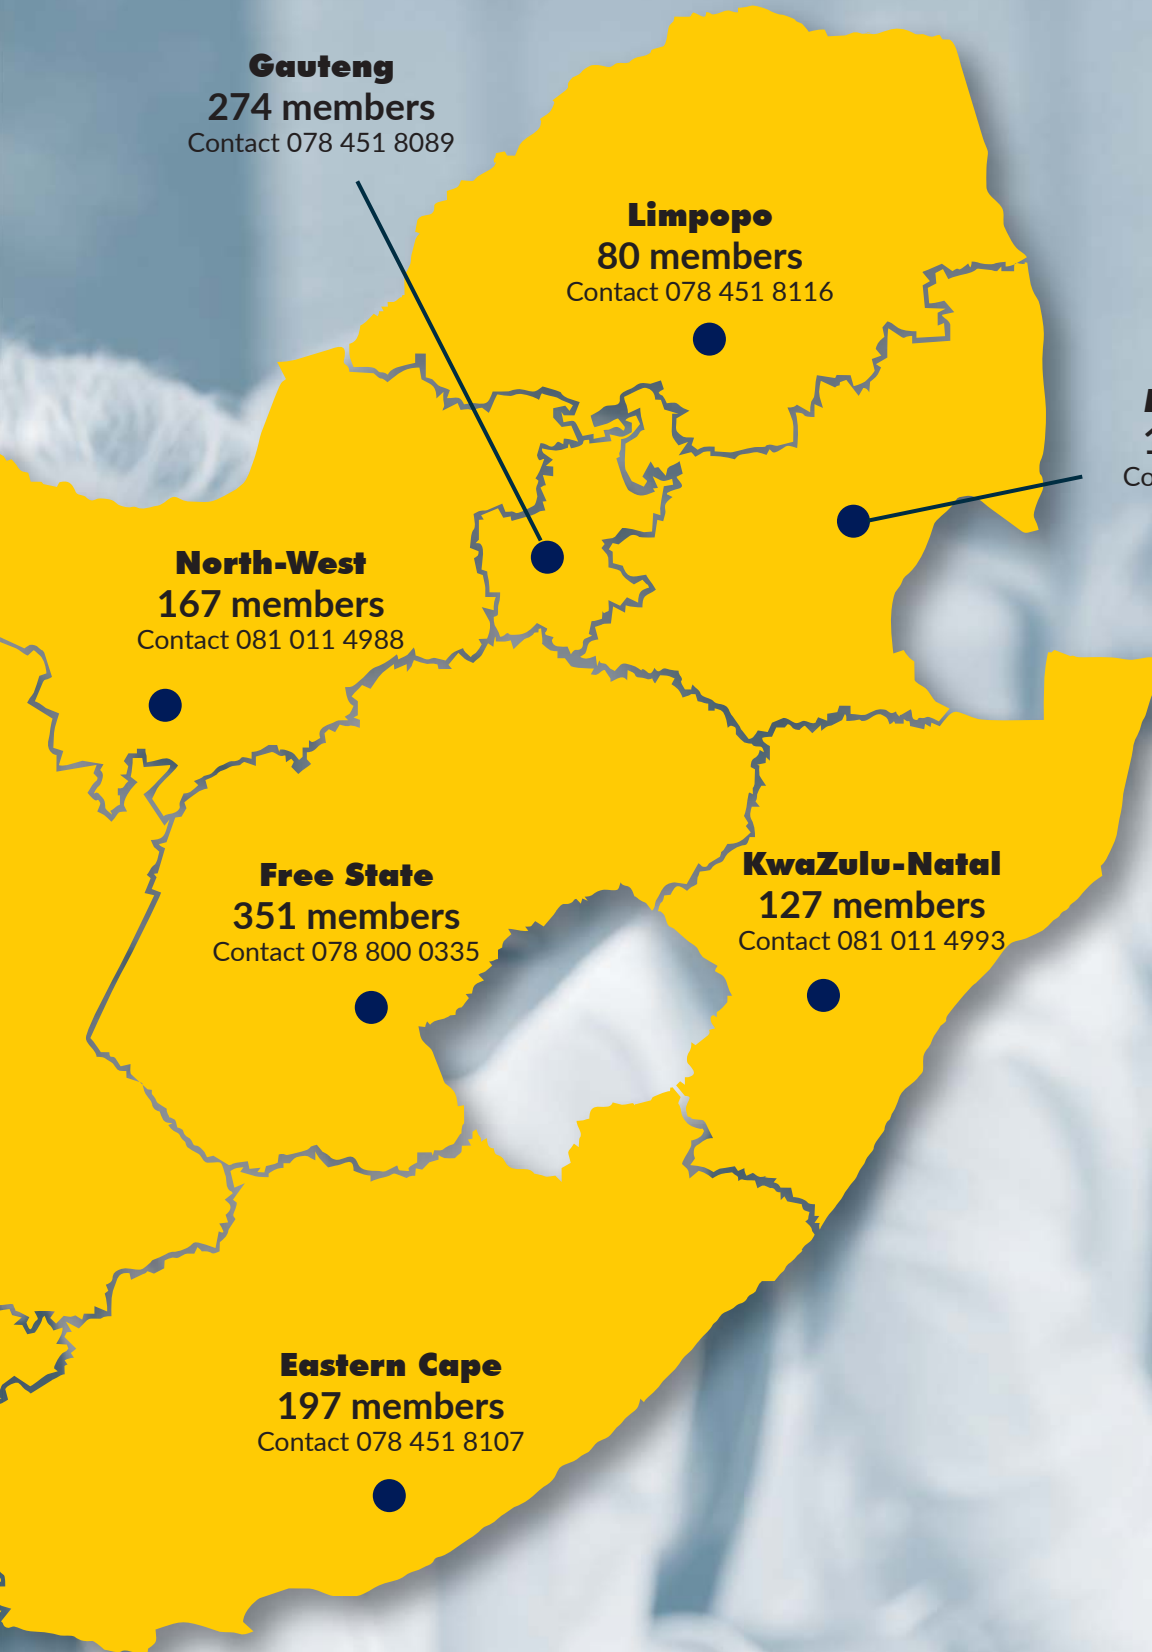 Gauteng
274 members
Contact 078 451 8089
Limpopo
80 members
Contact 078 451 8116
North-West
167 members
Contact 081 011 4988
Free State
351 members
Contact 078 800 0335
KwaZulu-Natal
127 members
Contact 081 011 4993
Eastern Cape
197 members
Contact 078 451 8107